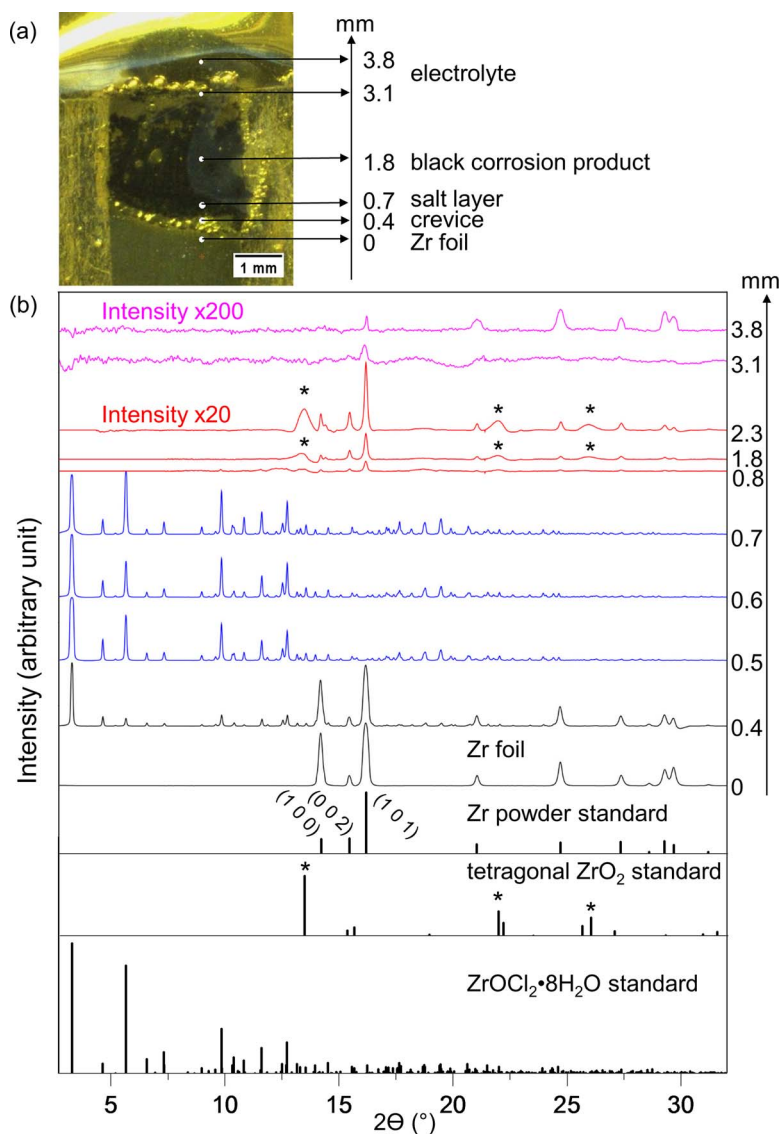 (a)
mm
3.8 electrolyte
3.1
1.8 black corrosion product
0.7 salt layer
0.4 crevice
0 Zr foil
1 mm
(b)
mm
Intensity x200
3.8
3.1
Intensity x20
*
* *
2.3
* * *
1.8
0.8
0.7
0.6
0.5
0.4
Zr foil
0
Intensity (arbitrary unit)
(1 0 0)
(0 0 2)
(1 0 1)
Zr powder standard
tetragonal ZrO₂ standard
* * *
ZrOCl₂•8H₂O standard
5 10 15 20 25 30
2Θ (°)